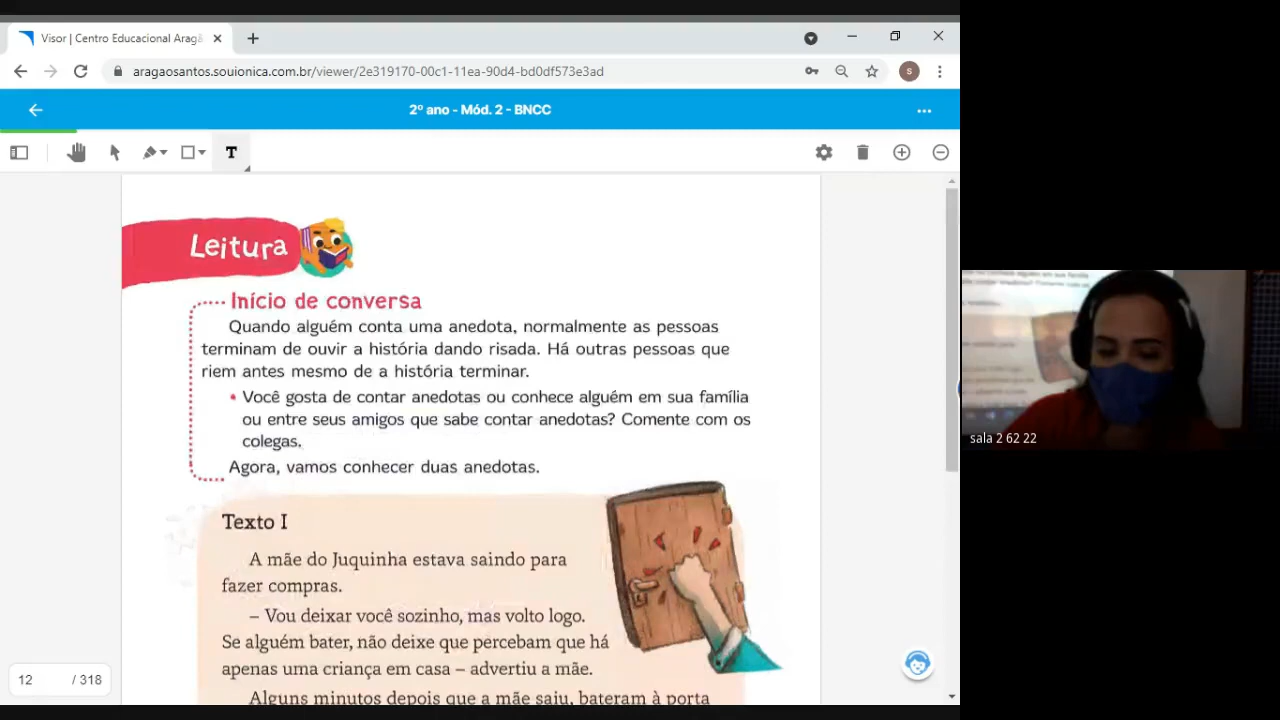 Visor | Centro Educacional Aragã
aragaosantos.souionica.com.br/viewer/2e319170-00c1-11ea-90d4-bd0df573e3ad
S
2º ano - Mód. 2 - BNCC
T
Leitura
Início de conversa
Quando alguém conta uma anedota, normalmente as pessoas
terminam de ouvir a história dando risada. Há outras pessoas que
riem antes mesmo de a história terminar.
• Você gosta de contar anedotas ou conhece alguém em sua família
ou entre seus amigos que sabe contar anedotas? Comente com os
colegas.
Agora, vamos conhecer duas anedotas.
Texto I
A mãe do Juquinha estava saindo para
fazer compras.
– Vou deixar você sozinho, mas volto logo.
Se alguém bater, não deixe que percebam que há
apenas uma criança em casa – advertiu a mãe.
Alguns minutos depois que a mãe saiu, bateram à porta
12 / 318
sala 2 62 22